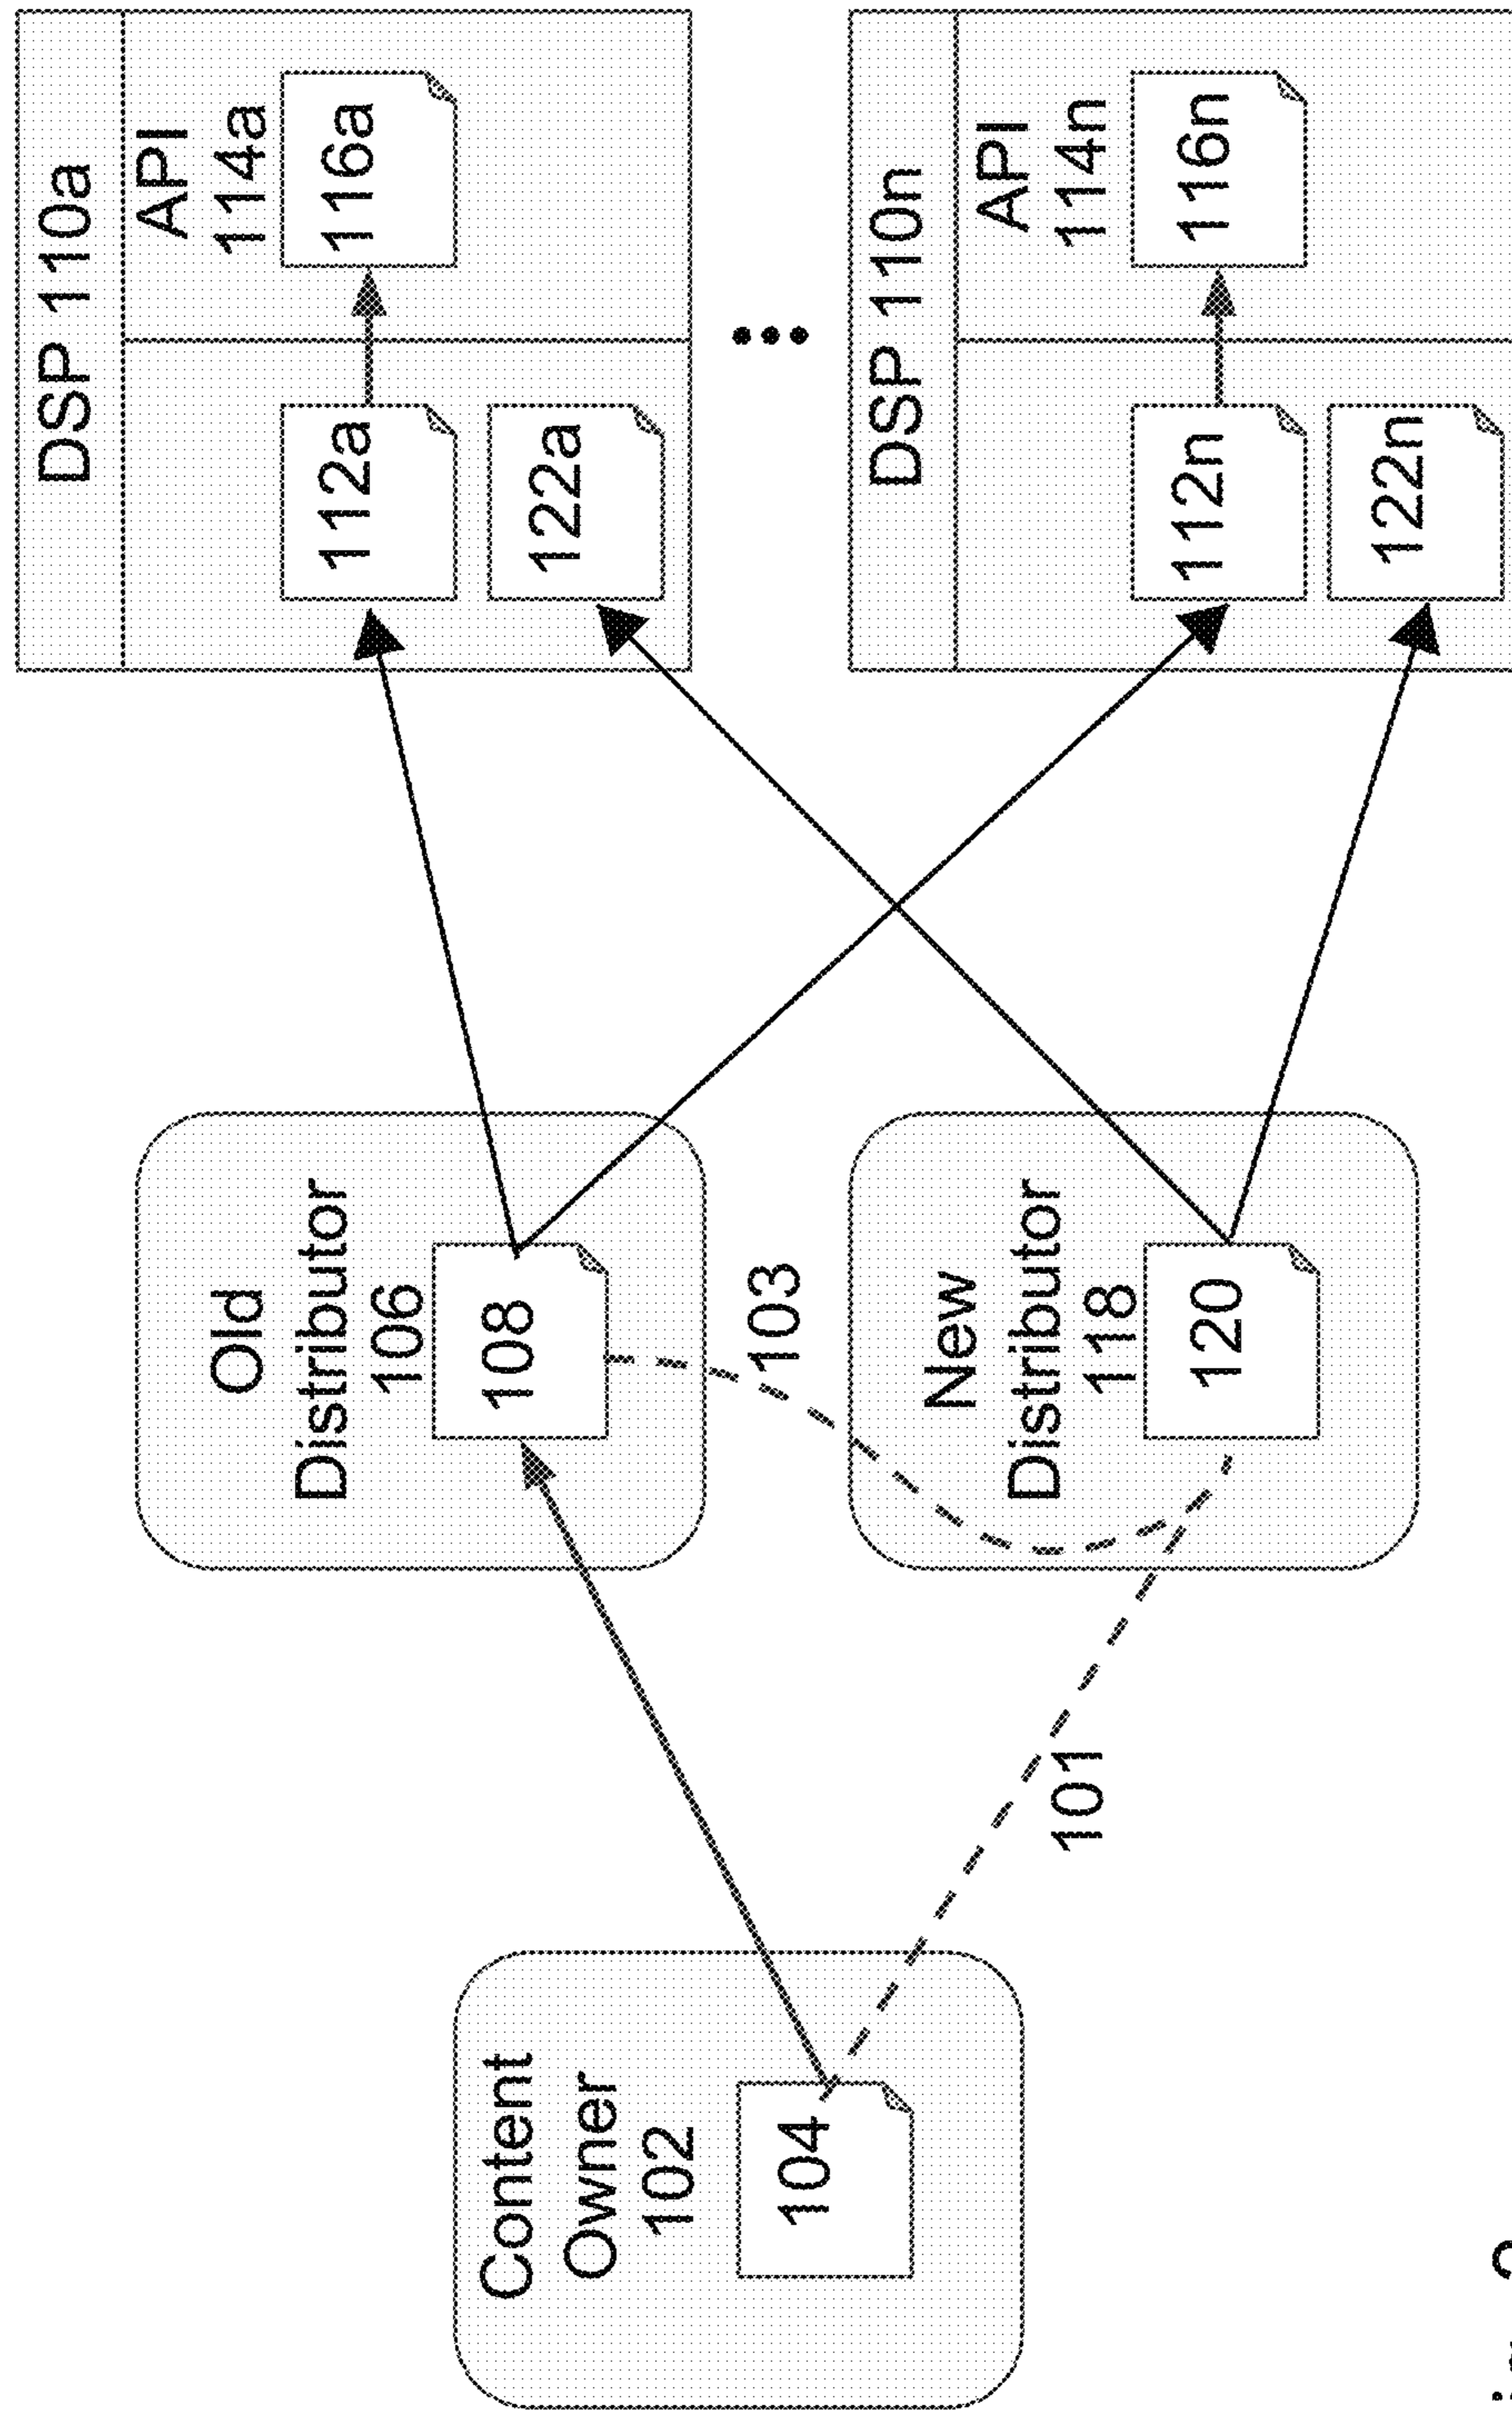 Content
Owner
102
104
101
Old
Distributor
106
108
103
New
Distributor
118
120
DSP 110a
112a
122a
API
114a
116a
DSP 110n
112n
122n
API
114n
116n